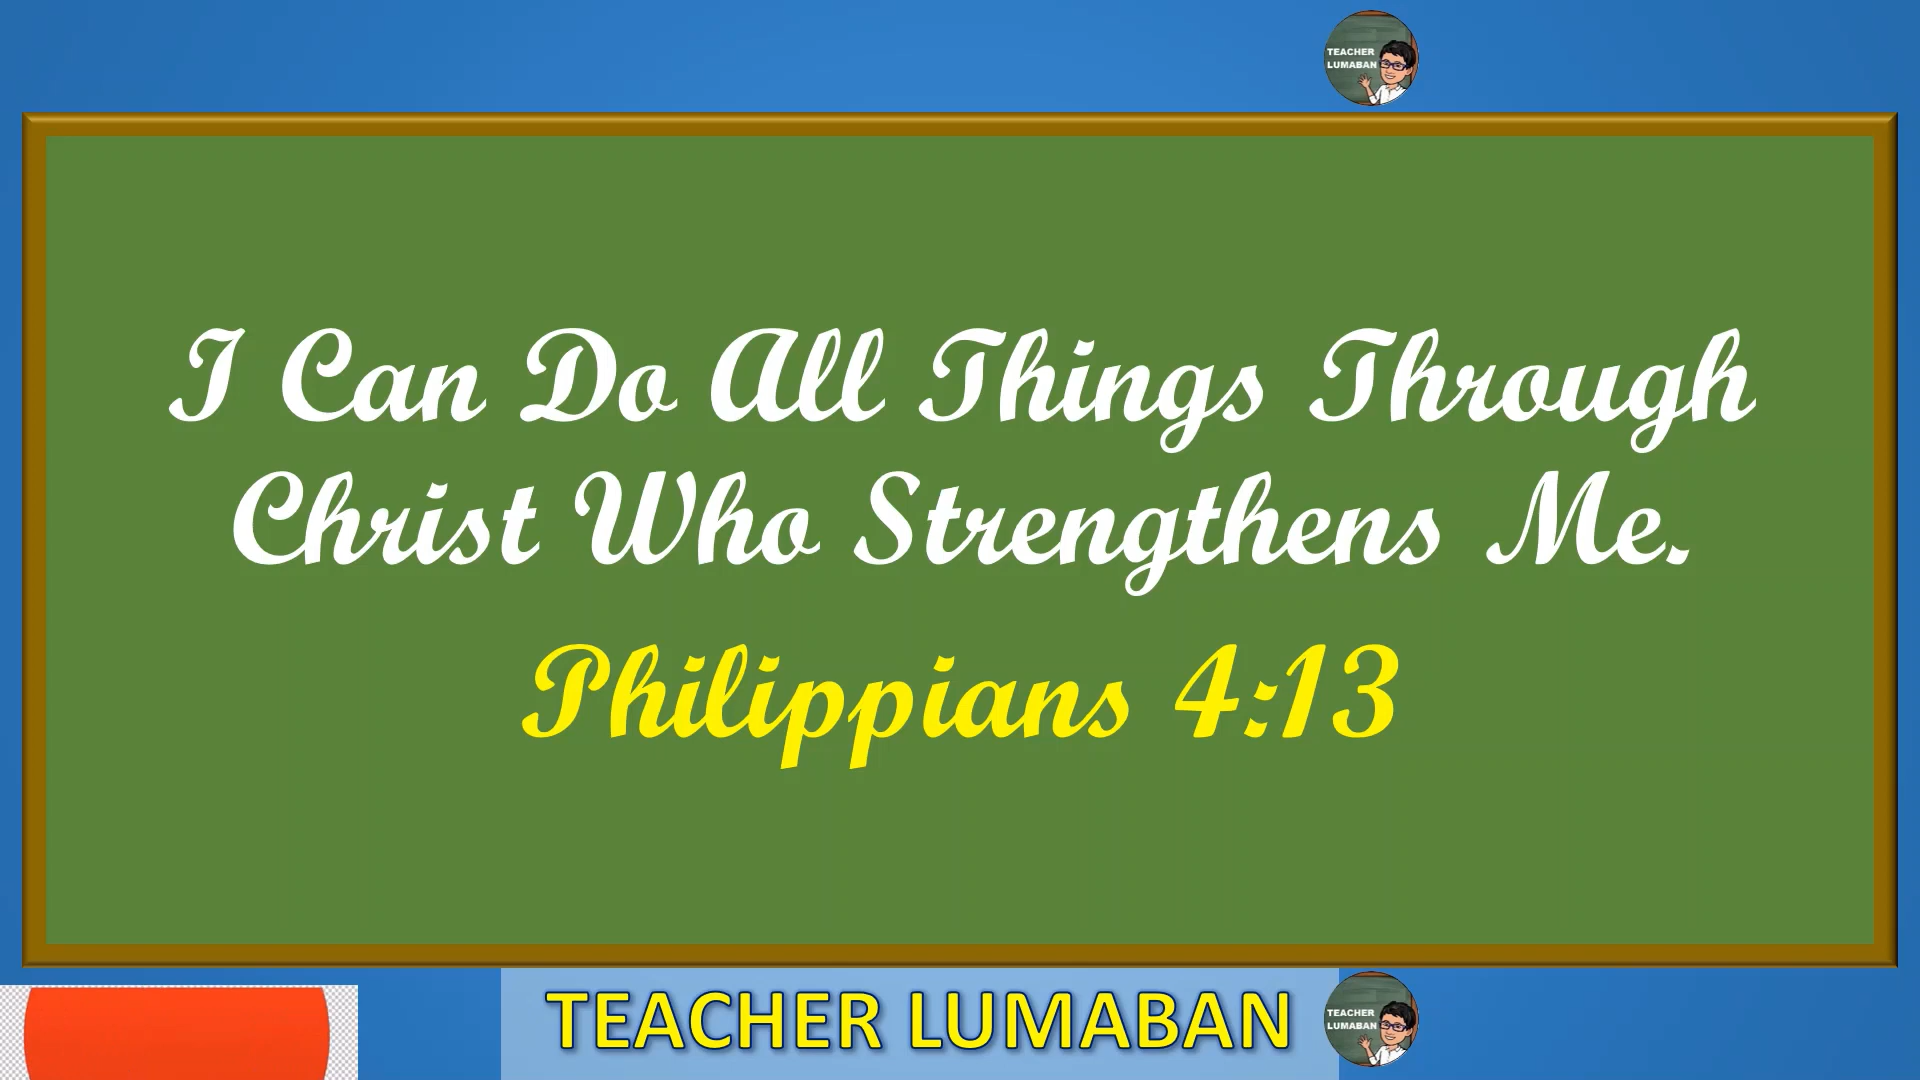 TEACHER
LUMABAN
I Can Do All Things Through
Christ Who Strengthens Me.
Philippians 4:13
TEACHER LUMABAN
TEACHER
LUMABAN